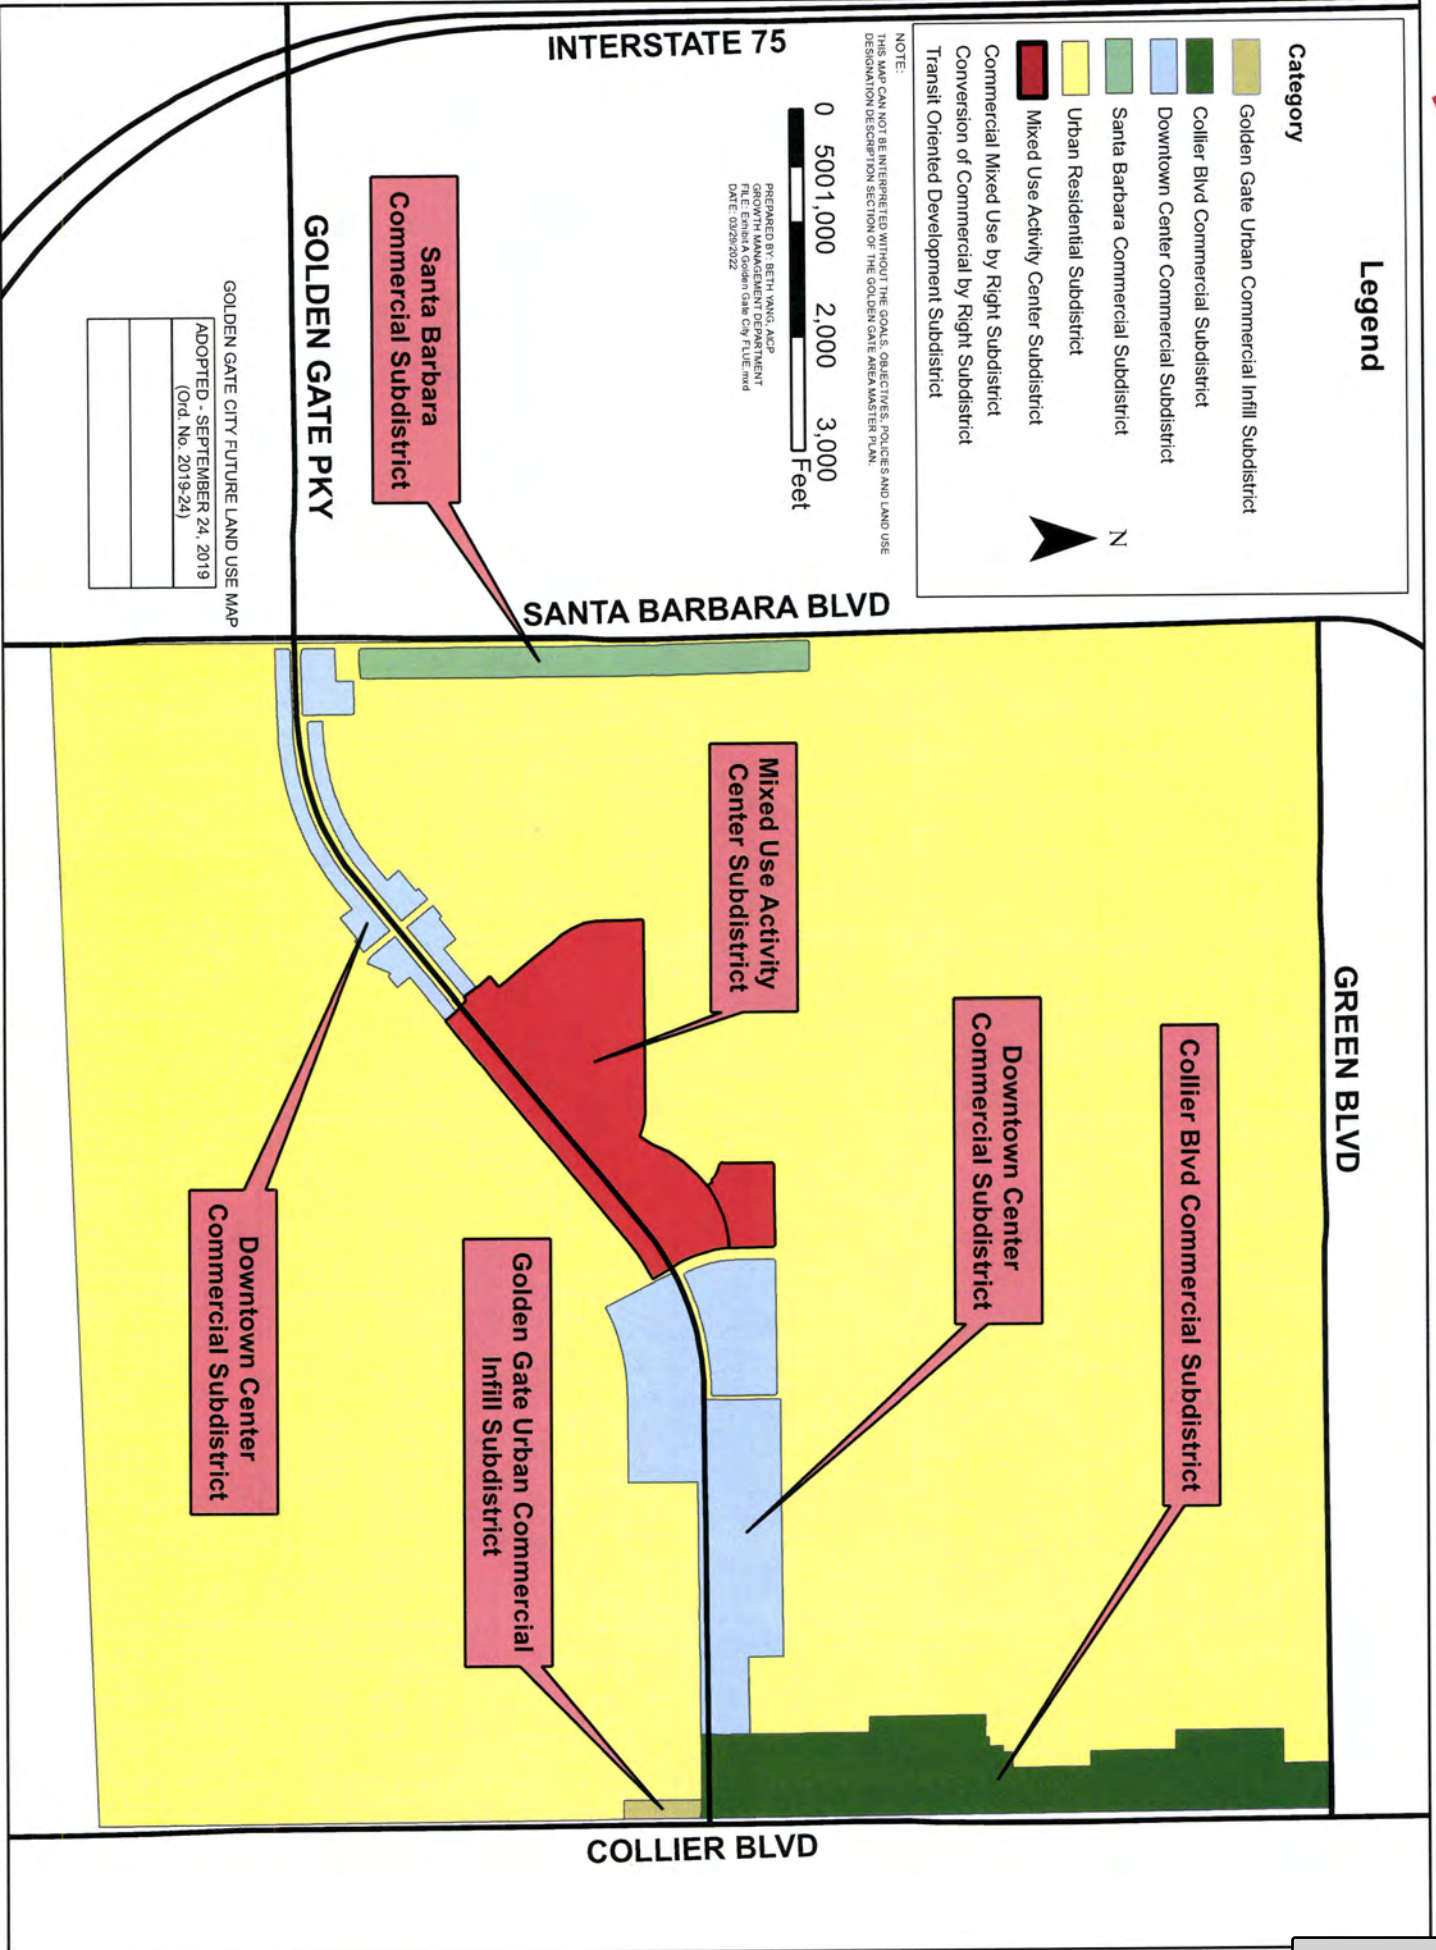 Legend
Category
Golden Gate Urban Commercial Infill Subdistrict
Collier Blvd Commercial Subdistrict
Downtown Center Commercial Subdistrict
Santa Barbara Commercial Subdistrict
Urban Residential Subdistrict
Mixed Use Activity Center Subdistrict
Commercial Mixed Use by Right Subdistrict
Conversion of Commercial by Right Subdistrict
Transit Oriented Development Subdistrict
N
NOTE:
THIS MAP CAN NOT BE INTERPRETED WITHOUT THE GOALS, OBJECTIVES, POLICIES AND LAND USE
DESIGNATION DESCRIPTION SECTION OF THE GOLDEN GATE AREA MASTER PLAN.
0 5001,000 2,000 3,000
Feet
PREPARED BY: BETH YANG, AICP
GROWTH MANAGEMENT DEPARTMENT
FILE: Exhibit A Golden Gate City FLUE.mxd
DATE: 03/29/2022
INTERSTATE 75
GREEN BLVD
SANTA BARBARA BLVD
Collier Blvd Commercial Subdistrict
Downtown Center
Commercial Subdistrict
Mixed Use Activity
Center Subdistrict
Santa Barbara
Commercial Subdistrict
GOLDEN GATE PKY
Golden Gate Urban Commercial
Infill Subdistrict
Downtown Center
Commercial Subdistrict
COLLIER BLVD
GOLDEN GATE CITY FUTURE LAND USE MAP
ADOPTED - SEPTEMBER 24, 2019
(Ord. No. 2019-24)